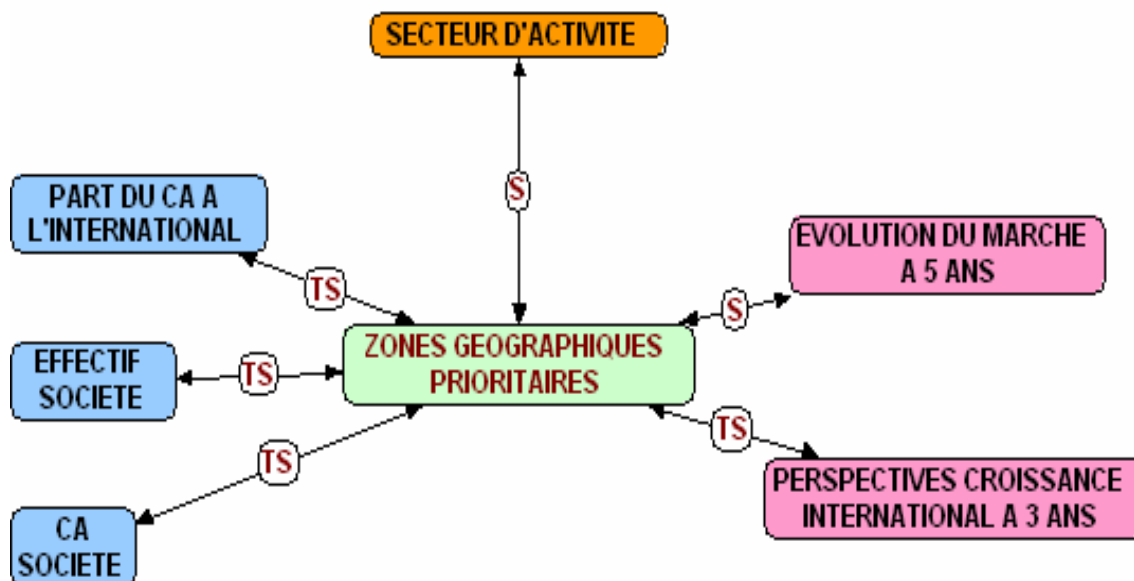 SECTEUR D'ACTIVITE
S
PART DU CA A
L'INTERNATIONAL
TS
EVOLUTION DU MARCHE
A 5 ANS
S
EFFECTIF
SOCIETE
TS
ZONES GEOGRAPHIQUES
PRIORITAIRES
TS
TS
PERSPECTIVES CROISSANCE
INTERNATIONAL A 3 ANS
CA
SOCIETE